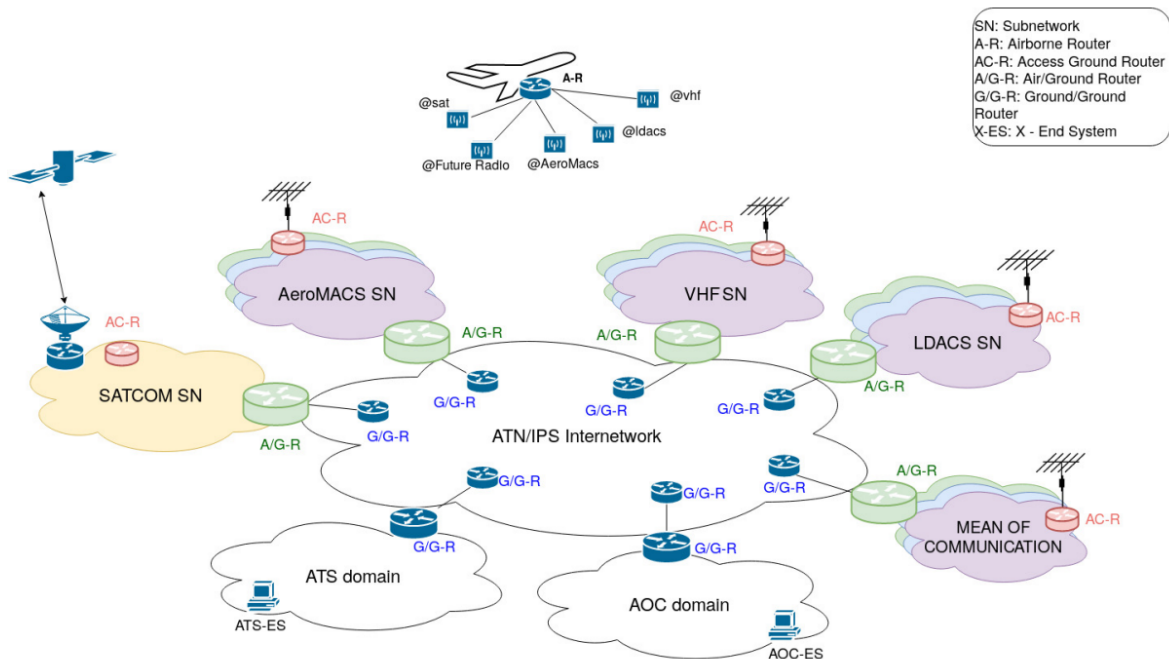 SN: Subnetwork
A-R: Airborne Router
AC-R: Access Ground Router
A/G-R: Air/Ground Router
G/G-R: Ground/Ground
Router
X-ES: X - End System
A-R
@sat
@vhf
@ldacs
@Future Radio
@AeroMacs
AC-R
AeroMACS SN
A/G-R
G/G-R
AC-R
VHF SN
A/G-R
G/G-R
AC-R
LDACS SN
A/G-R
G/G-R
AC-R
SATCOM SN
A/G-R
G/G-R
ATN/IPS Internetwork
A/G-R
G/G-R
AC-R
MEAN OF
COMMUNICATION
G/G-R
G/G-R
ATS domain
ATS-ES
G/G-R
G/G-R
AOC domain
AOC-ES